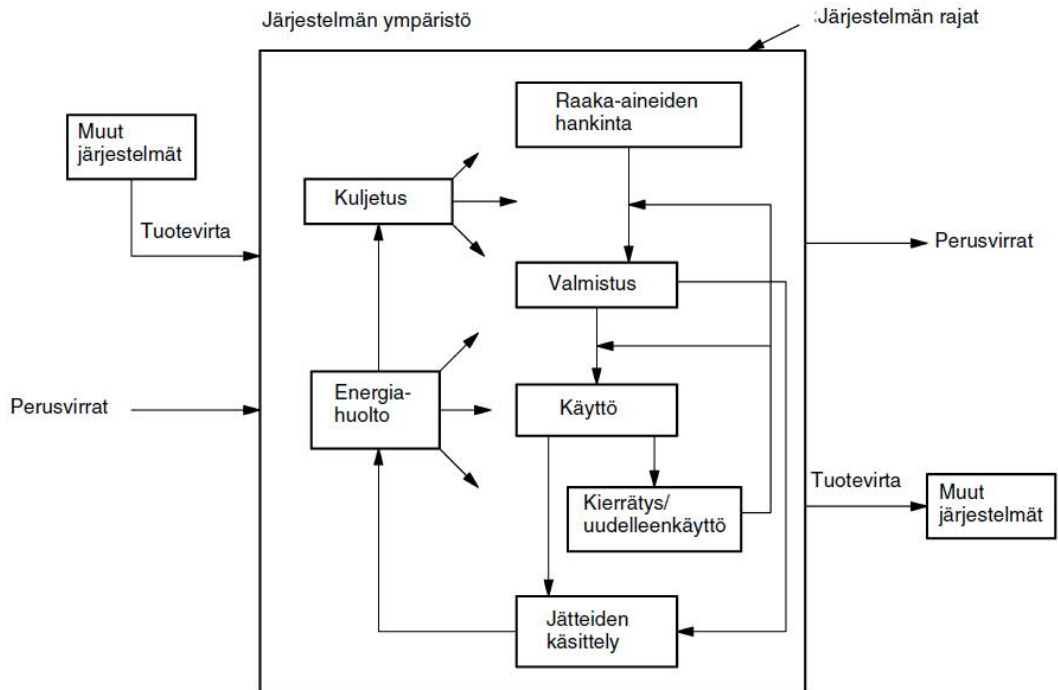 Järjestelmän ympäristö
:Järjestelmän rajat
Raaka-aineiden
hankinta
Muut
järjestelmät
Kuljetus
Tuotevirta
Perusvirrat
Valmistus
Energia-
huolto
Käyttö
Perusvirrat
Tuotevirta
Muut
järjestelmät
Kierrätys/
uudelleenkäyttö
Jätteiden
käsittely